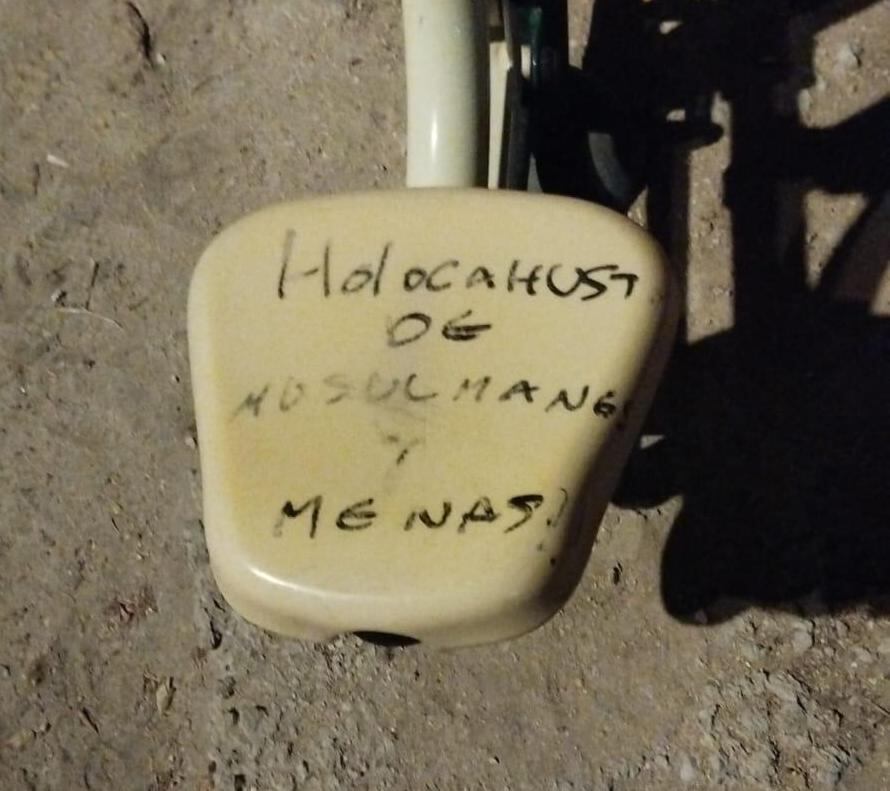 HolocAHUST
DE
MUSULMANES
Y
MENAS!